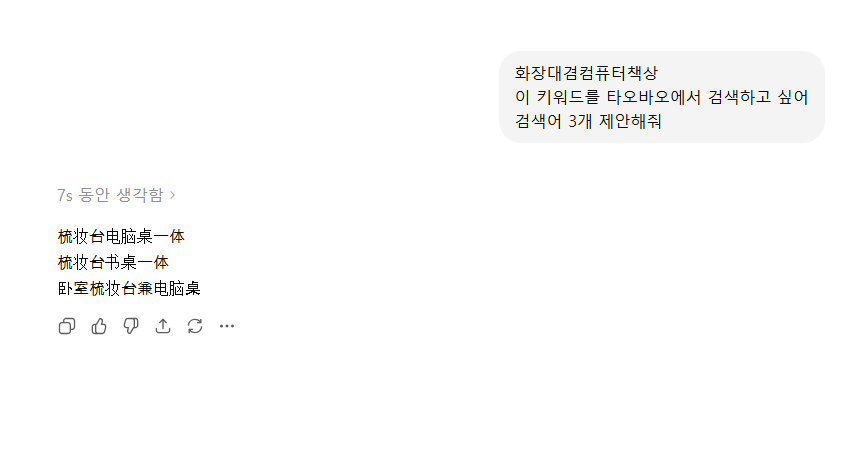 화장대겸컴퓨터책상
이 키워드를 타오바오에서 검색하고 싶어
검색어 3개 제안해줘
7s 동안 생각함
梳妆台电脑桌一体
梳妆台书桌一体
卧室梳妆台兼电脑桌